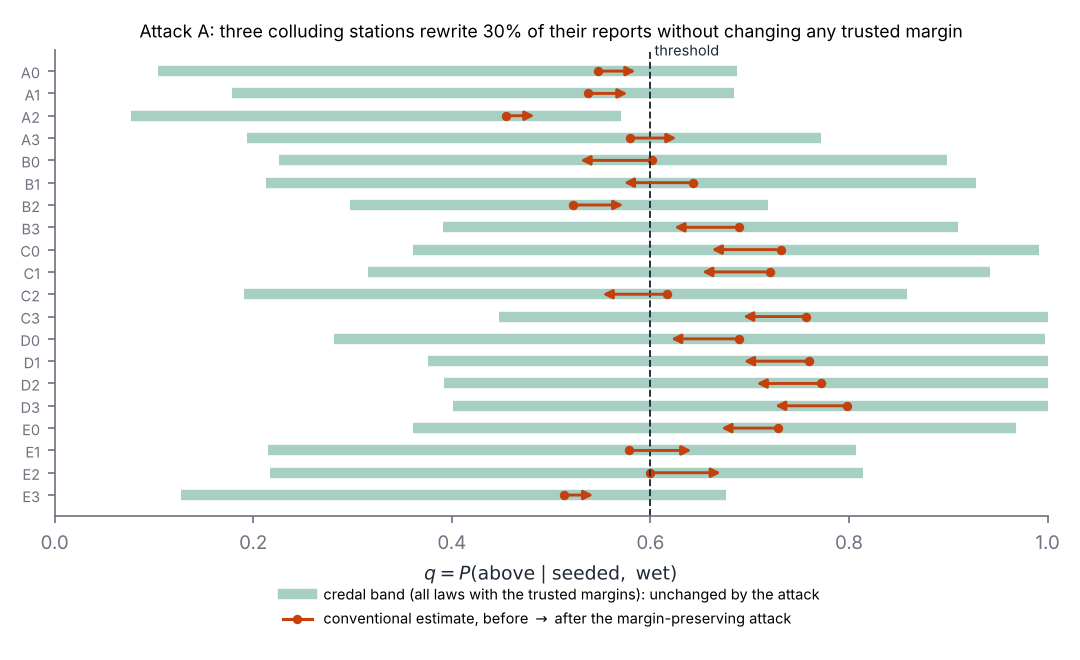 Attack A: three colluding stations rewrite 30% of their reports without changing any trusted margin
threshold
A0
A1
A2
A3
B0
B1
B2
B3
C0
C1
C2
C3
D0
D1
D2
D3
E0
E1
E2
E3
0.0 0.2 0.4 0.6 0.8 1.0
q = P(above | seeded, wet)
credal band (all laws with the trusted margins): unchanged by the attack
conventional estimate, before → after the margin-preserving attack